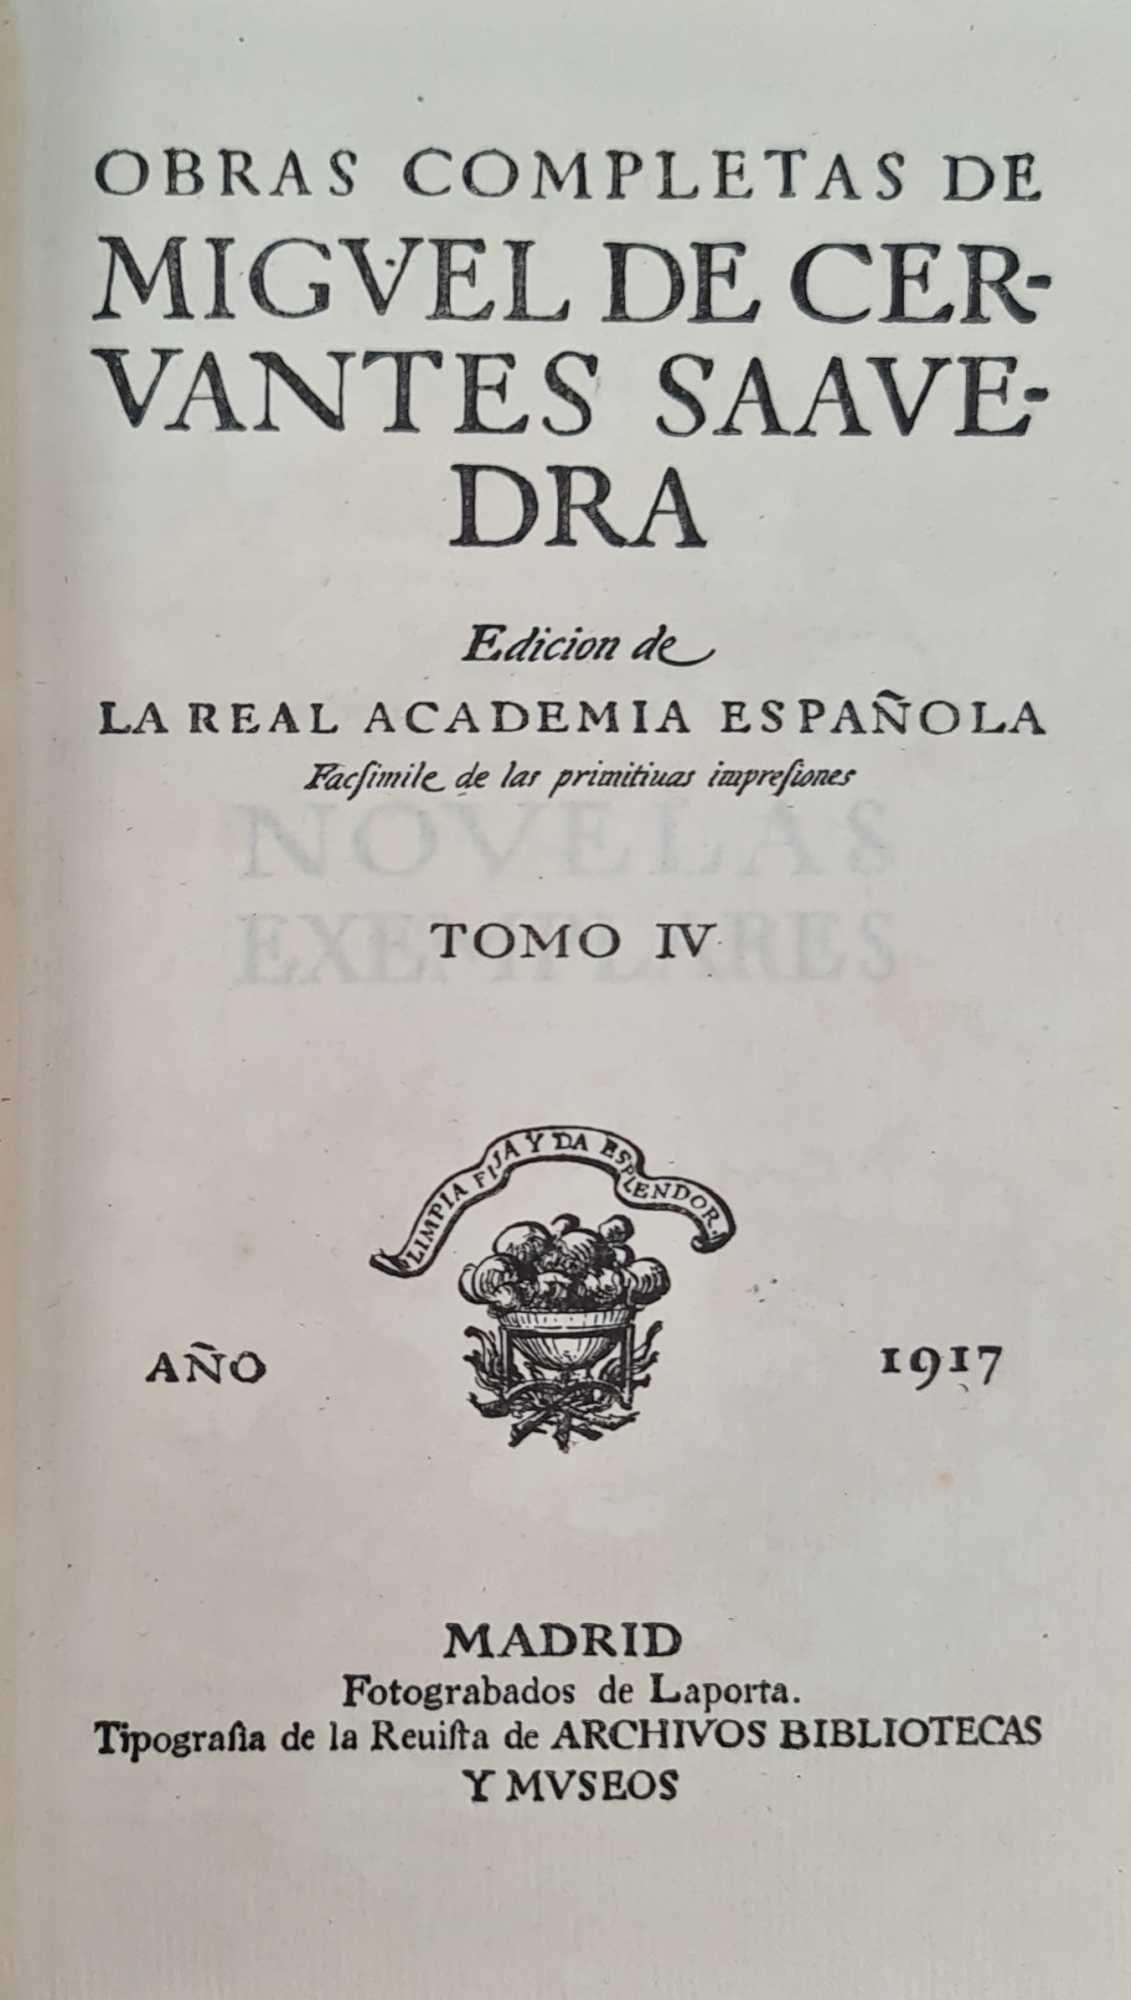 OBRAS COMPLETAS DE
MIGVEL DE CER-
VANTES SAAVE-
DRA
Edicion de
LA REAL ACADEMIA ESPAÑOLA
Facſimile de las primitiuas impreſiones
NOVELAS
TOMO IV
EXEMPLARES
LIMPIA FIJA Y DA ESPLENDOR.
AÑO 1917
MADRID
Fotograbados de Laporta.
Tipografia de la Reuiſta de ARCHIVOS BIBLIOTECAS
Y MVSEOS